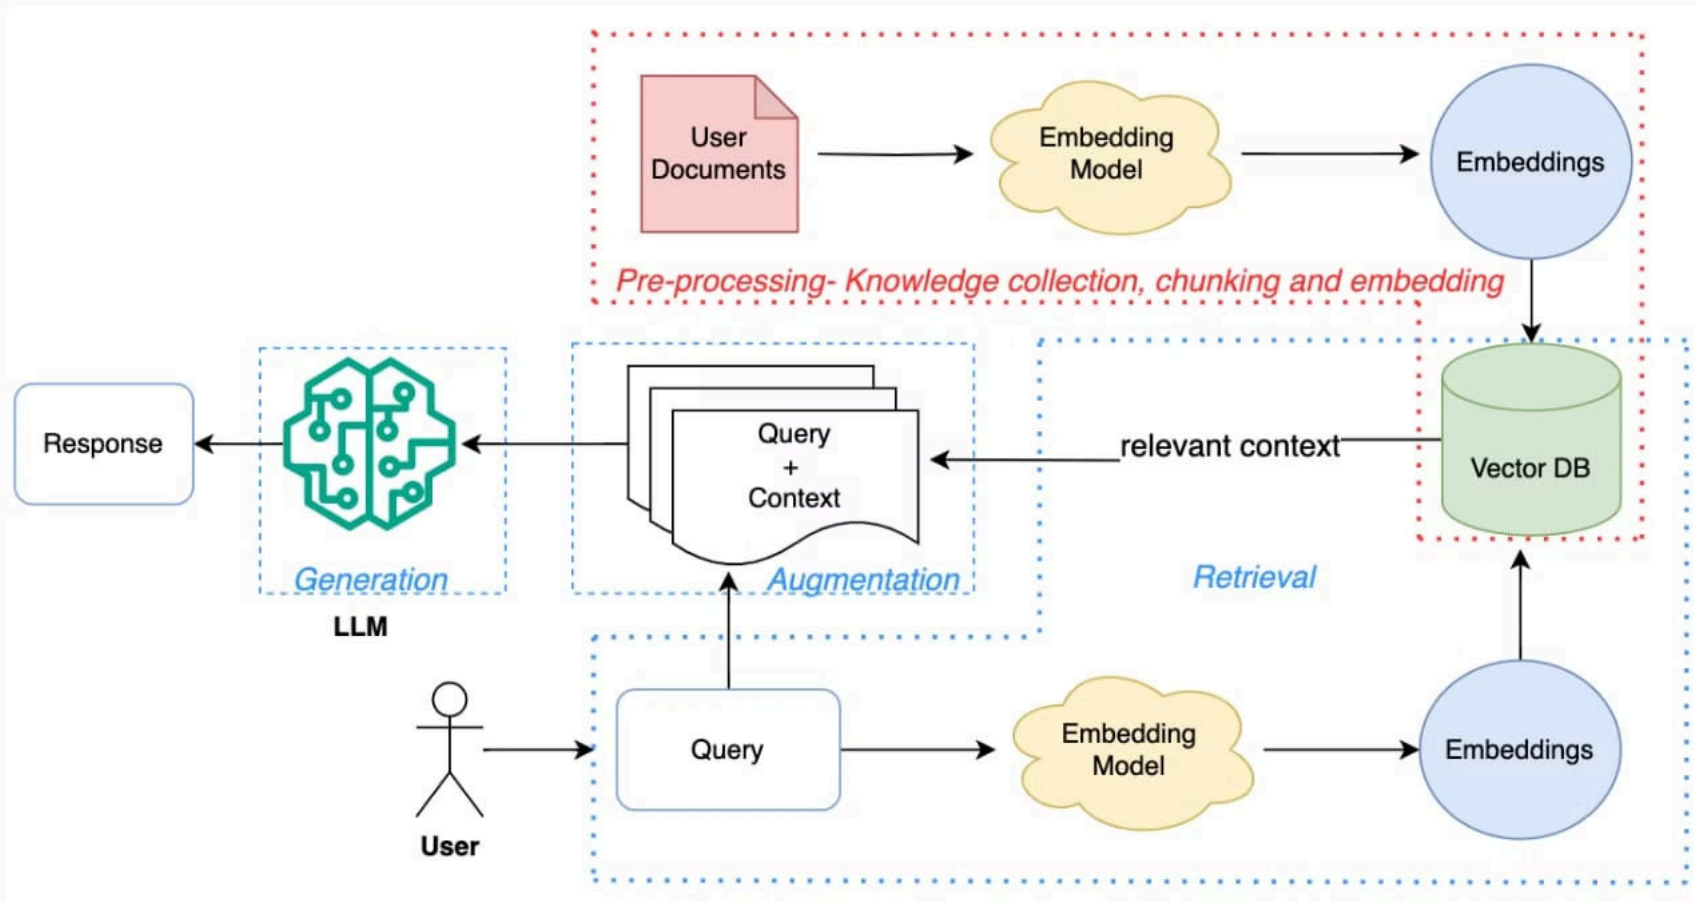 User
Documents
Embedding
Model
Embeddings
Pre-processing- Knowledge collection, chunking and embedding
Response
Generation
LLM
Query
+
Context
Augmentation
relevant context
Vector DB
Retrieval
User
Query
Embedding
Model
Embeddings